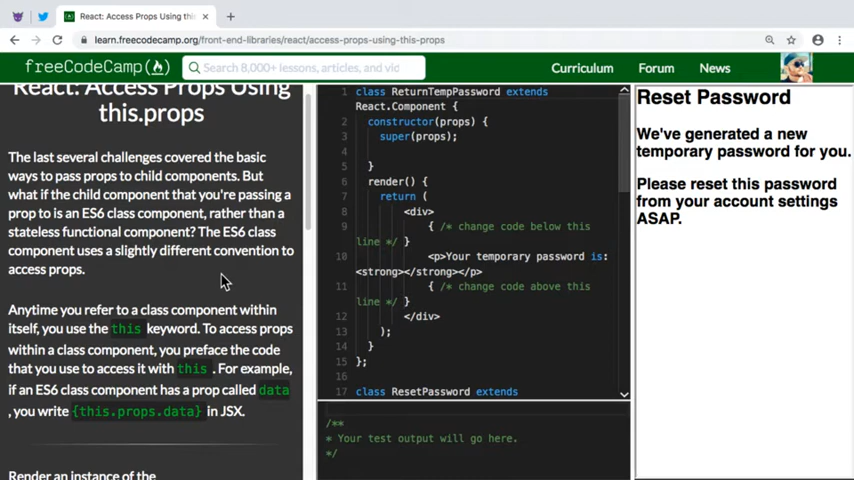 React: Access Props Using this
learn.freecodecamp.org/front-end-libraries/react/access-props-using-this-props
freeCodeCamp
Search 8,000+ lessons, articles, and vid
Curriculum
Forum
News
React: Access Props Using
this.props
The last several challenges covered the basic
ways to pass props to child components. But
what if the child component that you're passing a
prop to is an ES6 class component, rather than a
stateless functional component? The ES6 class
component uses a slightly different convention to
access props.
Anytime you refer to a class component within
itself, you use the this keyword. To access props
within a class component, you preface the code
that you use to access it with this . For example,
if an ES6 class component has a prop called data
, you write {this.props.data} in JSX.
Render an instance of the
1 class ReturnTempPassword extends
React.Component {
2 constructor(props) {
3 super(props);
4
5 }
6 render() {
7 return (
8 <div>
9 { /* change code below this
line */ }
10 <p>Your temporary password is:
<strong></strong></p>
11 { /* change code above this
line */ }
12 </div>
13 );
14 }
15 };
16
17 class ResetPassword extends
/**
* Your test output will go here.
*/
Reset Password
We've generated a new
temporary password for you.
Please reset this password
from your account settings
ASAP.